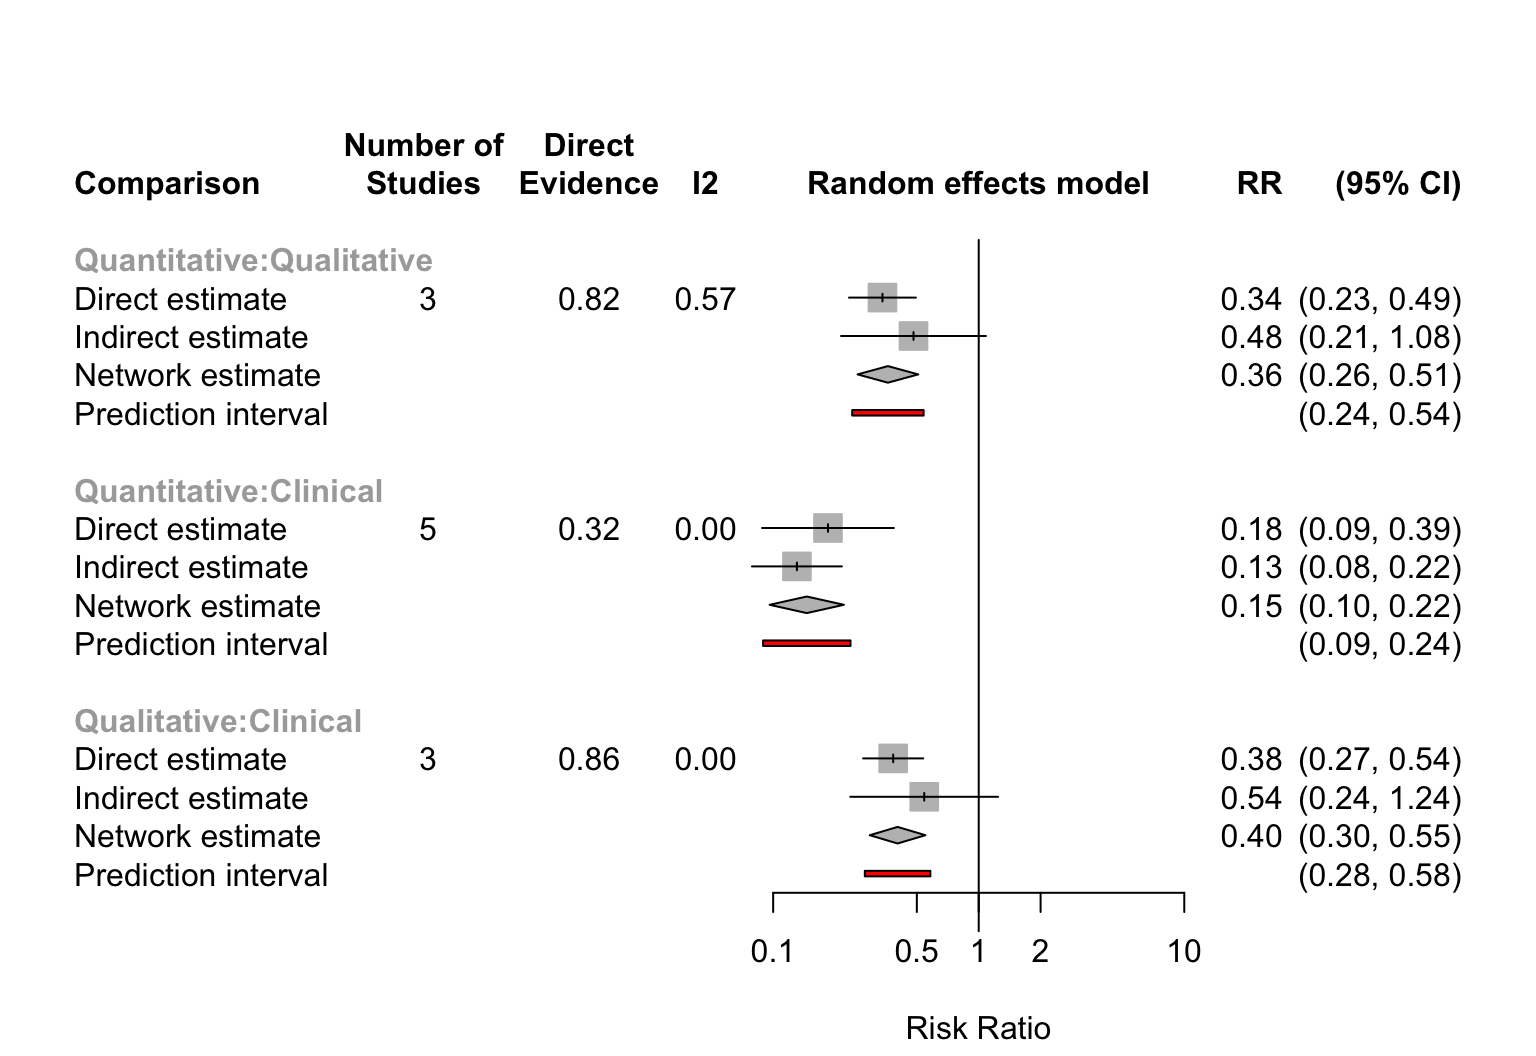 Number of Direct
Comparison Studies Evidence I2 Random effects model RR (95% CI)
Quantitative:Qualitative
Direct estimate 3 0.82 0.57 0.34 (0.23, 0.49)
Indirect estimate 0.48 (0.21, 1.08)
Network estimate 0.36 (0.26, 0.51)
Prediction interval (0.24, 0.54)
Quantitative:Clinical
Direct estimate 5 0.32 0.00 0.18 (0.09, 0.39)
Indirect estimate 0.13 (0.08, 0.22)
Network estimate 0.15 (0.10, 0.22)
Prediction interval (0.09, 0.24)
Qualitative:Clinical
Direct estimate 3 0.86 0.00 0.38 (0.27, 0.54)
Indirect estimate 0.54 (0.24, 1.24)
Network estimate 0.40 (0.30, 0.55)
Prediction interval (0.28, 0.58)
0.1 0.5 1 2 10
Risk Ratio